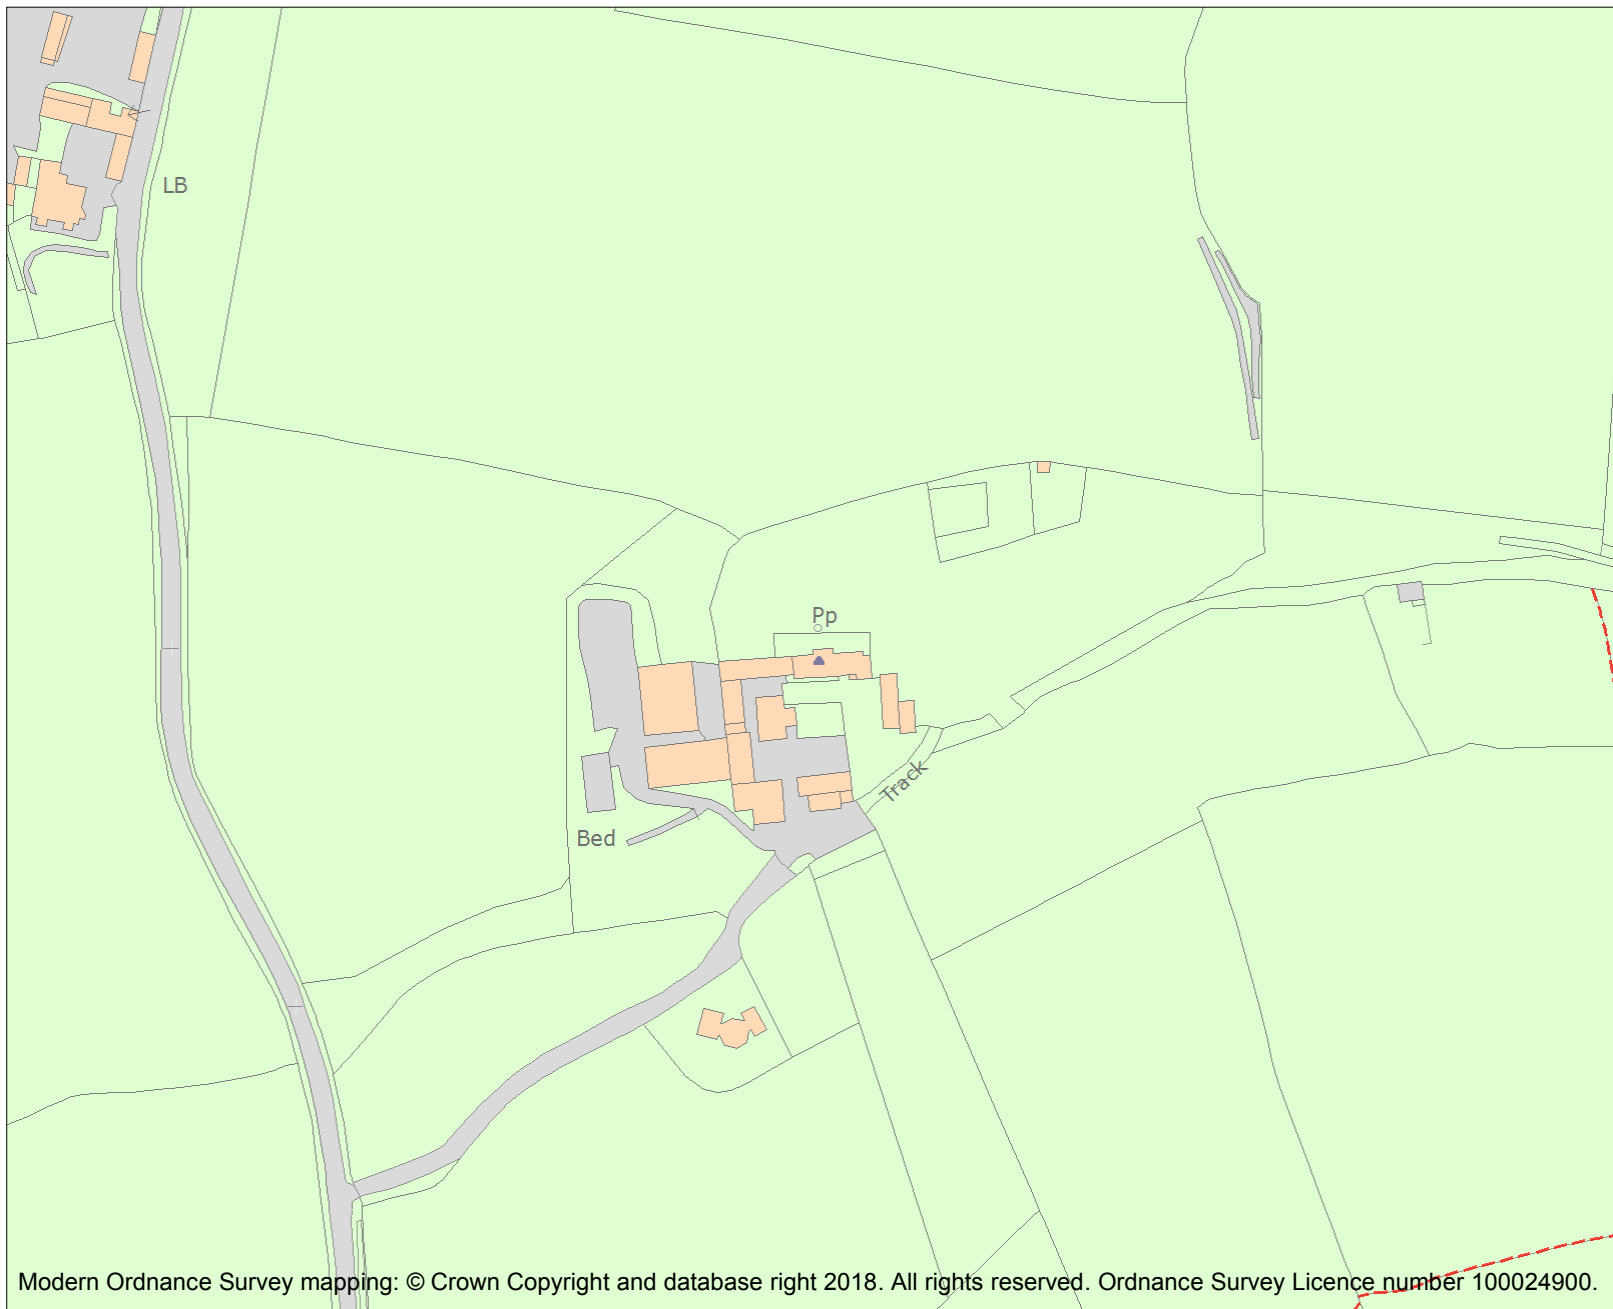 LB
Pp
Track
Bed
Modern Ordnance Survey mapping: © Crown Copyright and database right 2018. All rights reserved. Ordnance Survey Licence number 100024900.